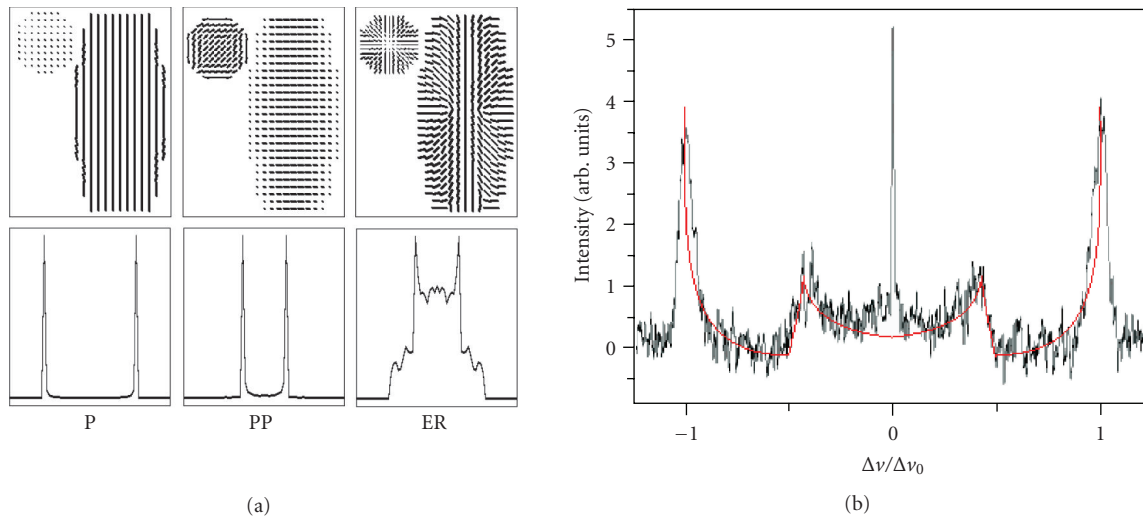 P
PP
ER
(a)
Intensity (arb. units)
5
4
3
2
1
0
−1
0
1
Δν/Δν₀
(b)